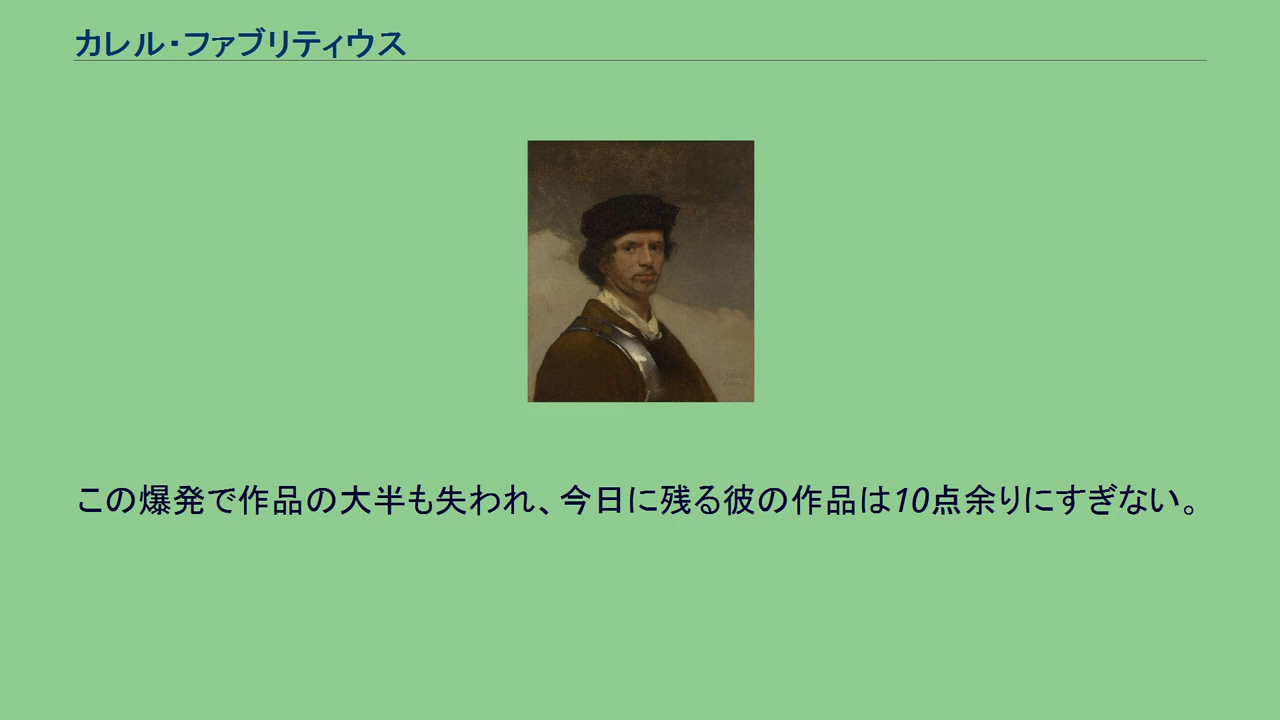 カレル・ファブリティウス
この爆発で作品の大半も失われ、今日に残る彼の作品は10点余りにすぎない。